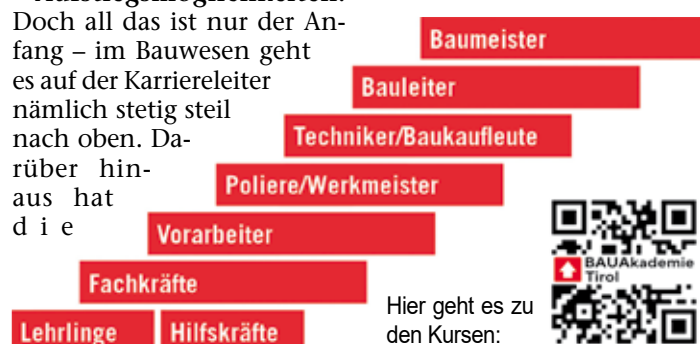 Aufstiegsmöglichkeiten.
Doch all das ist nur der An-
fang – im Bauwesen geht
es auf der Karriereleiter
nämlich stetig steil
nach oben. Da-
rüber hin-
aus hat
die
Baumeister
Bauleiter
Techniker/Baukaufleute
Poliere/Werkmeister
Vorarbeiter
Fachkräfte
Lehrlinge
Hilfskräfte
Hier geht es zu
den Kursen:
BAUAkademie
Tirol